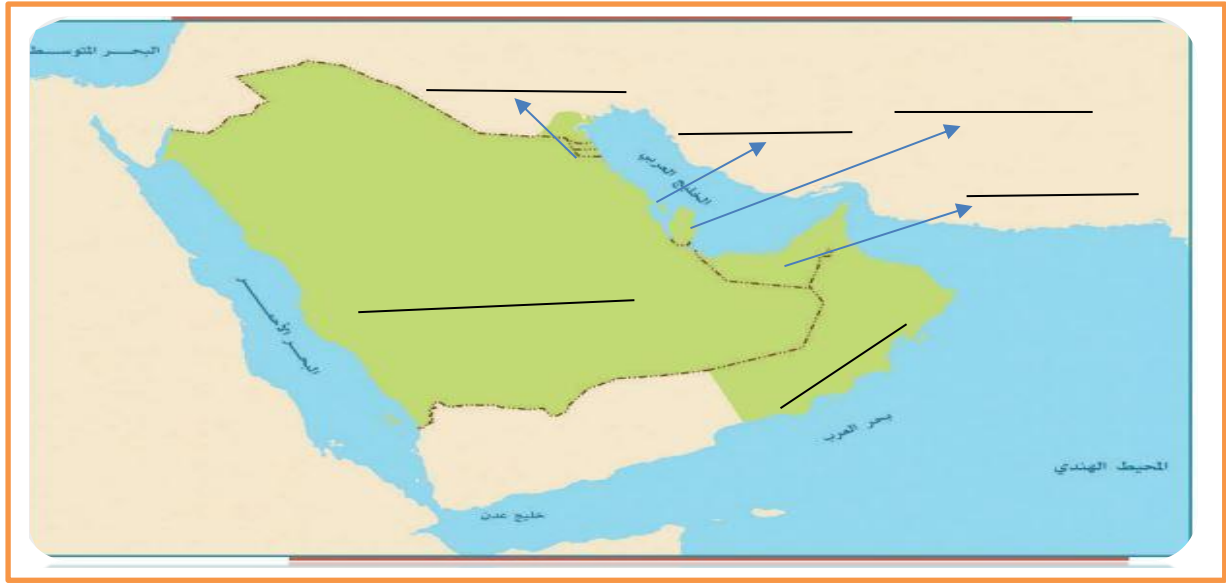 البحر المتوسط
الخليج العربي
البحر الأحمر
بحر العرب
المحيط الهندي
خليج عدن